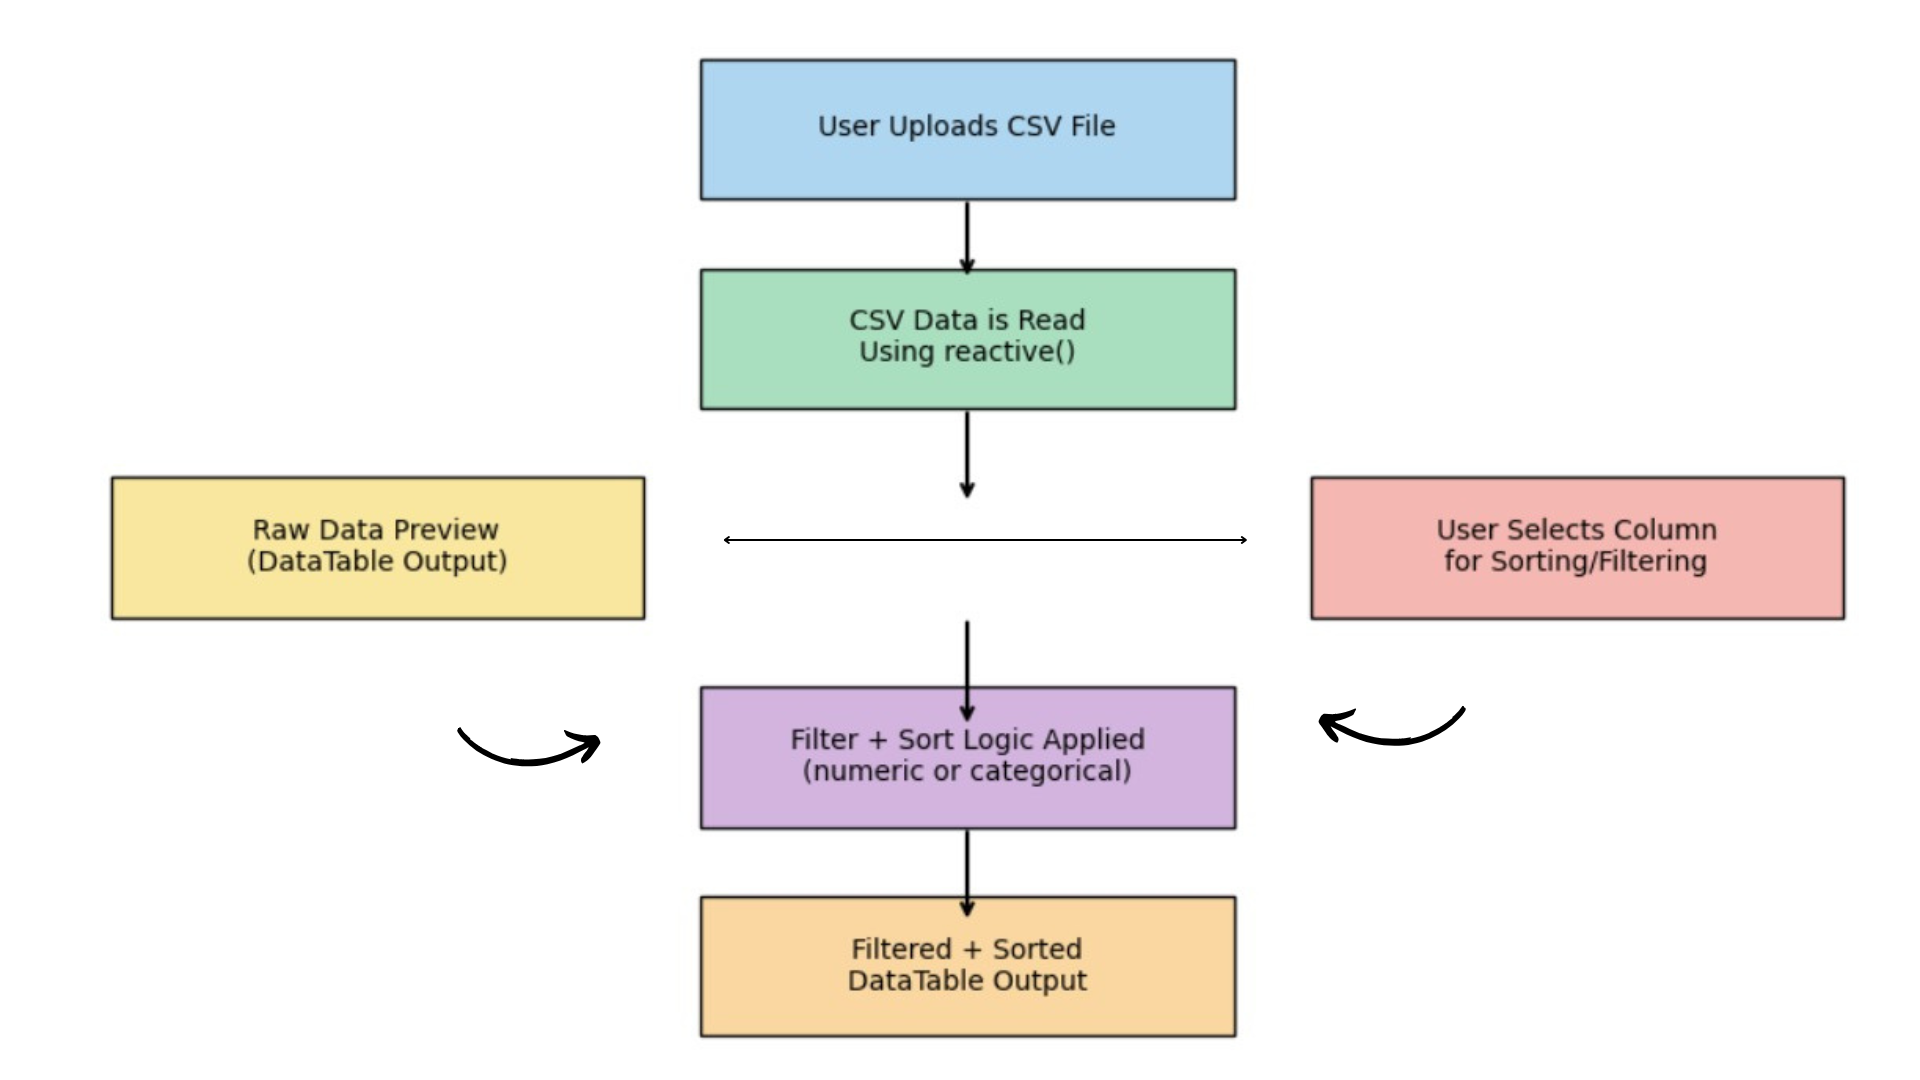 User Uploads CSV File
CSV Data is Read
Using reactive()
Raw Data Preview
(DataTable Output)
User Selects Column
for Sorting/Filtering
Filter + Sort Logic Applied
(numeric or categorical)
Filtered + Sorted
DataTable Output